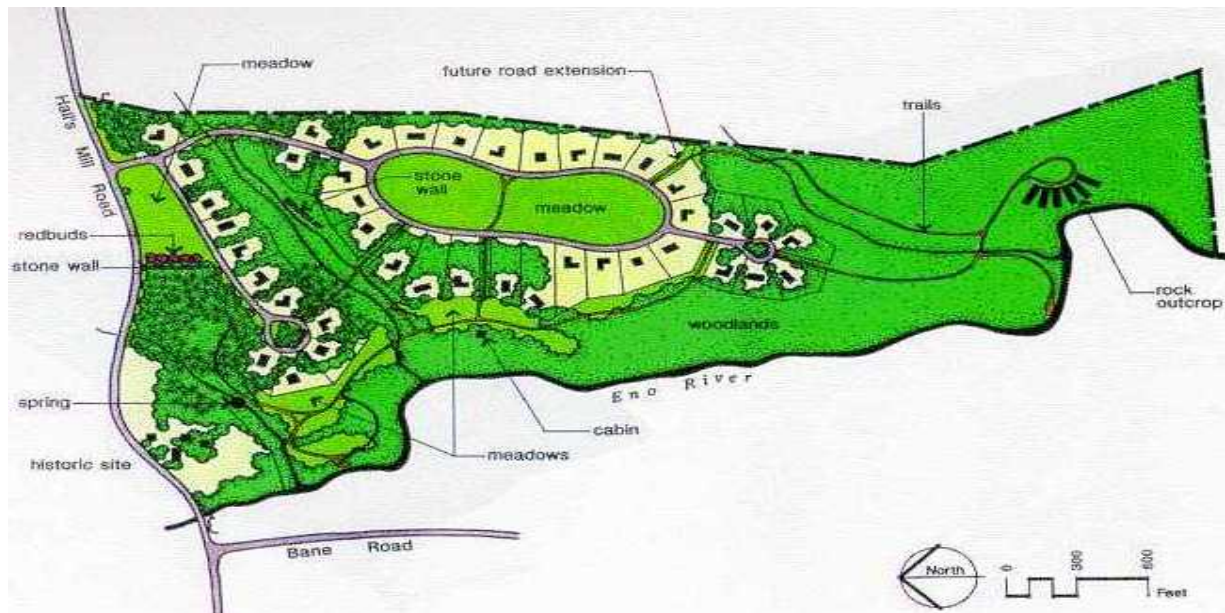 meadow
future road extension
trails
Hall's Mill Road
stone
wall
meadow
redbuds
stone wall
rock
outcrop
woodlands
Eno River
spring
cabin
meadows
historic site
Bane Road
North
0
300
600
Feet